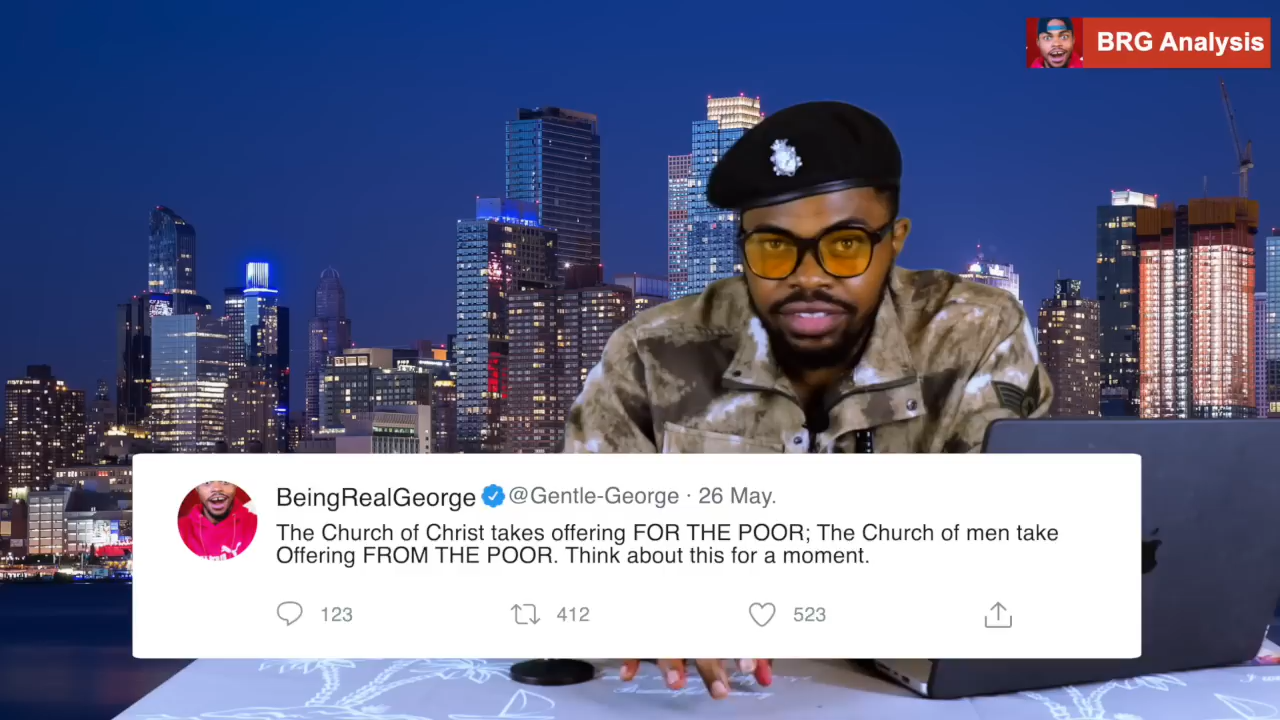 BRG Analysis
BeingRealGeorge @Gentle-George · 26 May.
The Church of Christ takes offering FOR THE POOR; The Church of men take
Offering FROM THE POOR. Think about this for a moment.
123 412 523